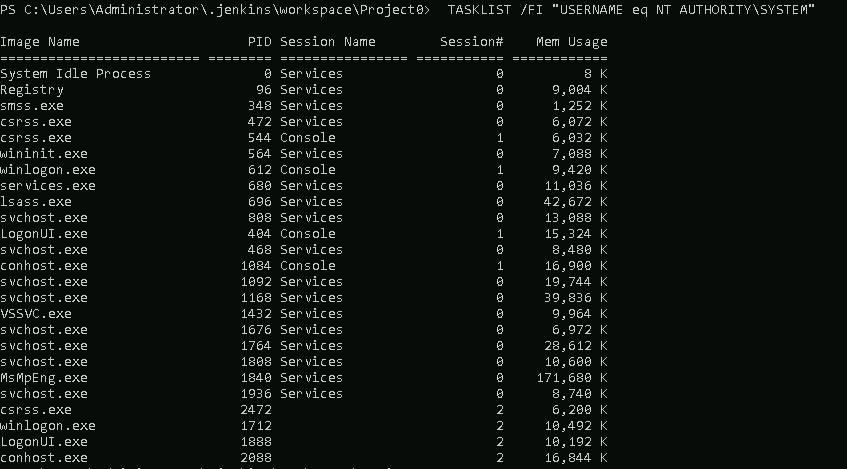 PS C:\Users\Administrator\.jenkins\workspace\Project0>  TASKLIST /FI "USERNAME eq NT AUTHORITY\SYSTEM"
Image Name                     PID Session Name        Session#    Mem Usage
========================= ======== ================ =========== ============
System Idle Process              0 Services                   0          8 K
Registry                        96 Services                   0      9,004 K
smss.exe                       348 Services                   0      1,252 K
csrss.exe                      472 Services                   0      6,072 K
csrss.exe                      544 Console                    1      6,032 K
wininit.exe                    564 Services                   0      7,088 K
winlogon.exe                   612 Console                    1      9,420 K
services.exe                   680 Services                   0     11,036 K
lsass.exe                      696 Services                   0     42,672 K
svchost.exe                    808 Services                   0     13,088 K
LogonUI.exe                    404 Console                    1     15,324 K
svchost.exe                    468 Services                   0      8,480 K
conhost.exe                   1084 Console                    1     16,900 K
svchost.exe                   1092 Services                   0     19,744 K
svchost.exe                   1168 Services                   0     39,836 K
VSSVC.exe                     1432 Services                   0      9,964 K
svchost.exe                   1676 Services                   0      6,972 K
svchost.exe                   1764 Services                   0     28,612 K
svchost.exe                   1808 Services                   0     10,600 K
MsMpEng.exe                   1840 Services                   0    171,680 K
svchost.exe                   1936 Services                   0      8,740 K
csrss.exe                     2472                            2      6,200 K
winlogon.exe                  1712                            2     10,492 K
LogonUI.exe                   1888                            2     10,192 K
conhost.exe                   2088                            2     16,844 K